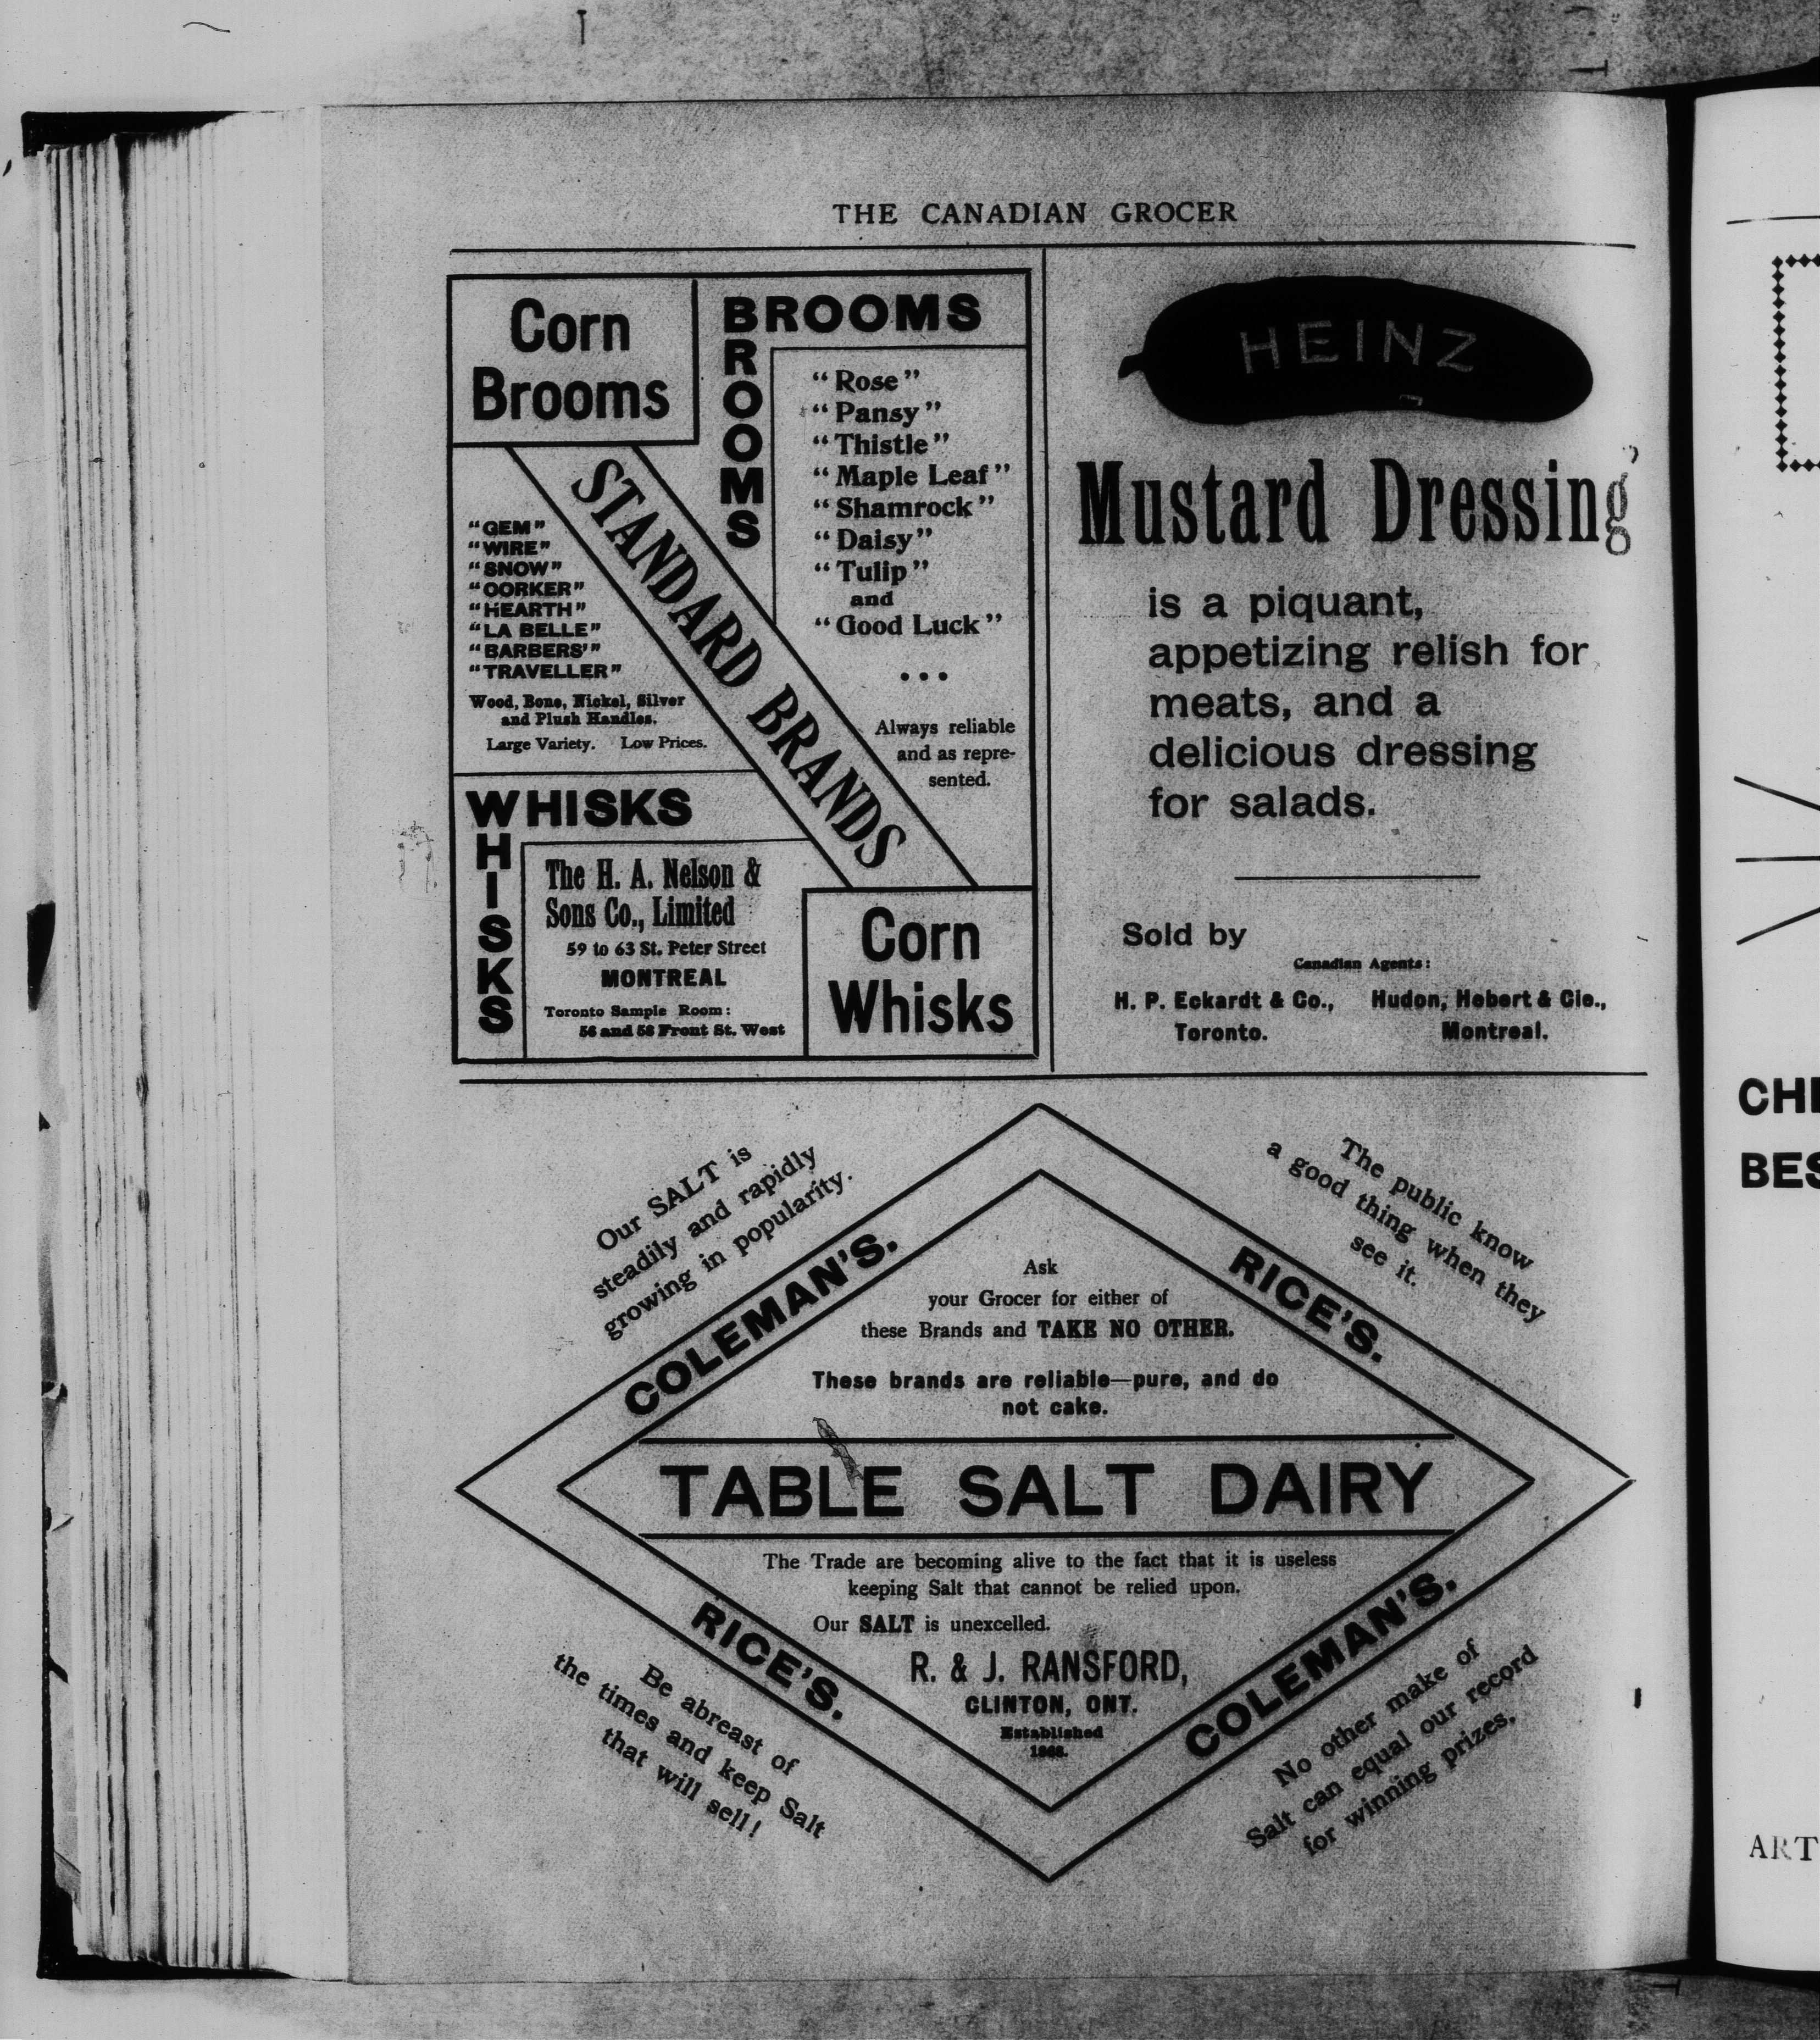 THE CANADIAN GROCER
Corn
Brooms
BROOMS
BROOMS
"Rose"
"Pansy"
"Thistle"
"Maple Leaf"
"Shamrock"
"Daisy"
"Tulip"
and
"Good Luck"
...
Always reliable
and as repre-
sented.
STANDARD BRANDS
"GEM"
"WIRE"
"SNOW"
"OORKER"
"HEARTH"
"LA BELLE"
"BARBERS'"
"TRAVELLER"
Wood, Bone, Nickel, Silver
and Plush Handles.
Large Variety. Low Prices.
WHISKS
WHISKS
The H. A. Nelson &
Sons Co., Limited
59 to 63 St. Peter Street
MONTREAL
Toronto Sample Room:
56 and 58 Front St. West
Corn
Whisks
HEINZ
Mustard Dressing
is a piquant,
appetizing relish for
meats, and a
delicious dressing
for salads.
Sold by
Canadian Agents:
H. P. Eckardt & Co.,
Toronto.
Hudon, Hebert & Cie.,
Montreal.
Our SALT is
steadily and rapidly
growing in popularity.
The public know
a good thing when they
see it.
COLEMAN'S.
RICE'S.
Ask
your Grocer for either of
these Brands and TAKE NO OTHER.
These brands are reliable—pure, and do
not cake.
TABLE SALT DAIRY
The Trade are becoming alive to the fact that it is useless
keeping Salt that cannot be relied upon.
Our SALT is unexcelled.
R. & J. RANSFORD,
CLINTON, ONT.
Established
RICE'S.
COLEMAN'S.
Be abreast of
the times and keep Salt
that will sell!
No other make of
Salt can equal our record
for winning prizes.
CHE
BES
ART